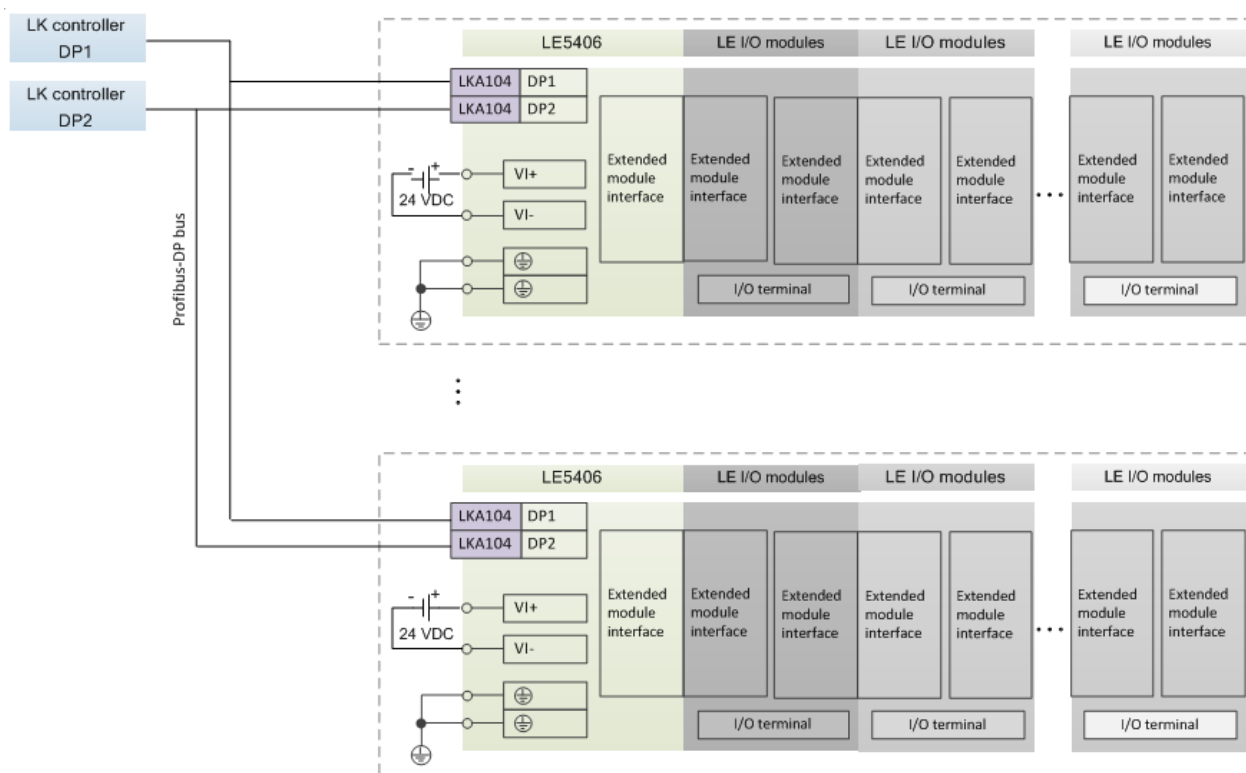 LK controller
DP1
LK controller
DP2
Profibus-DP bus
LE5406
LE I/O modules
LE I/O modules
LE I/O modules
LKA104 DP1
LKA104 DP2
- +
24 VDC
VI+
VI-
Extended
module
interface
Extended
module
interface
Extended
module
interface
Extended
module
interface
Extended
module
interface
...
Extended
module
interface
Extended
module
interface
I/O terminal
I/O terminal
I/O terminal
LE5406
LE I/O modules
LE I/O modules
LE I/O modules
LKA104 DP1
LKA104 DP2
- +
24 VDC
VI+
VI-
Extended
module
interface
Extended
module
interface
Extended
module
interface
Extended
module
interface
Extended
module
interface
...
Extended
module
interface
Extended
module
interface
I/O terminal
I/O terminal
I/O terminal